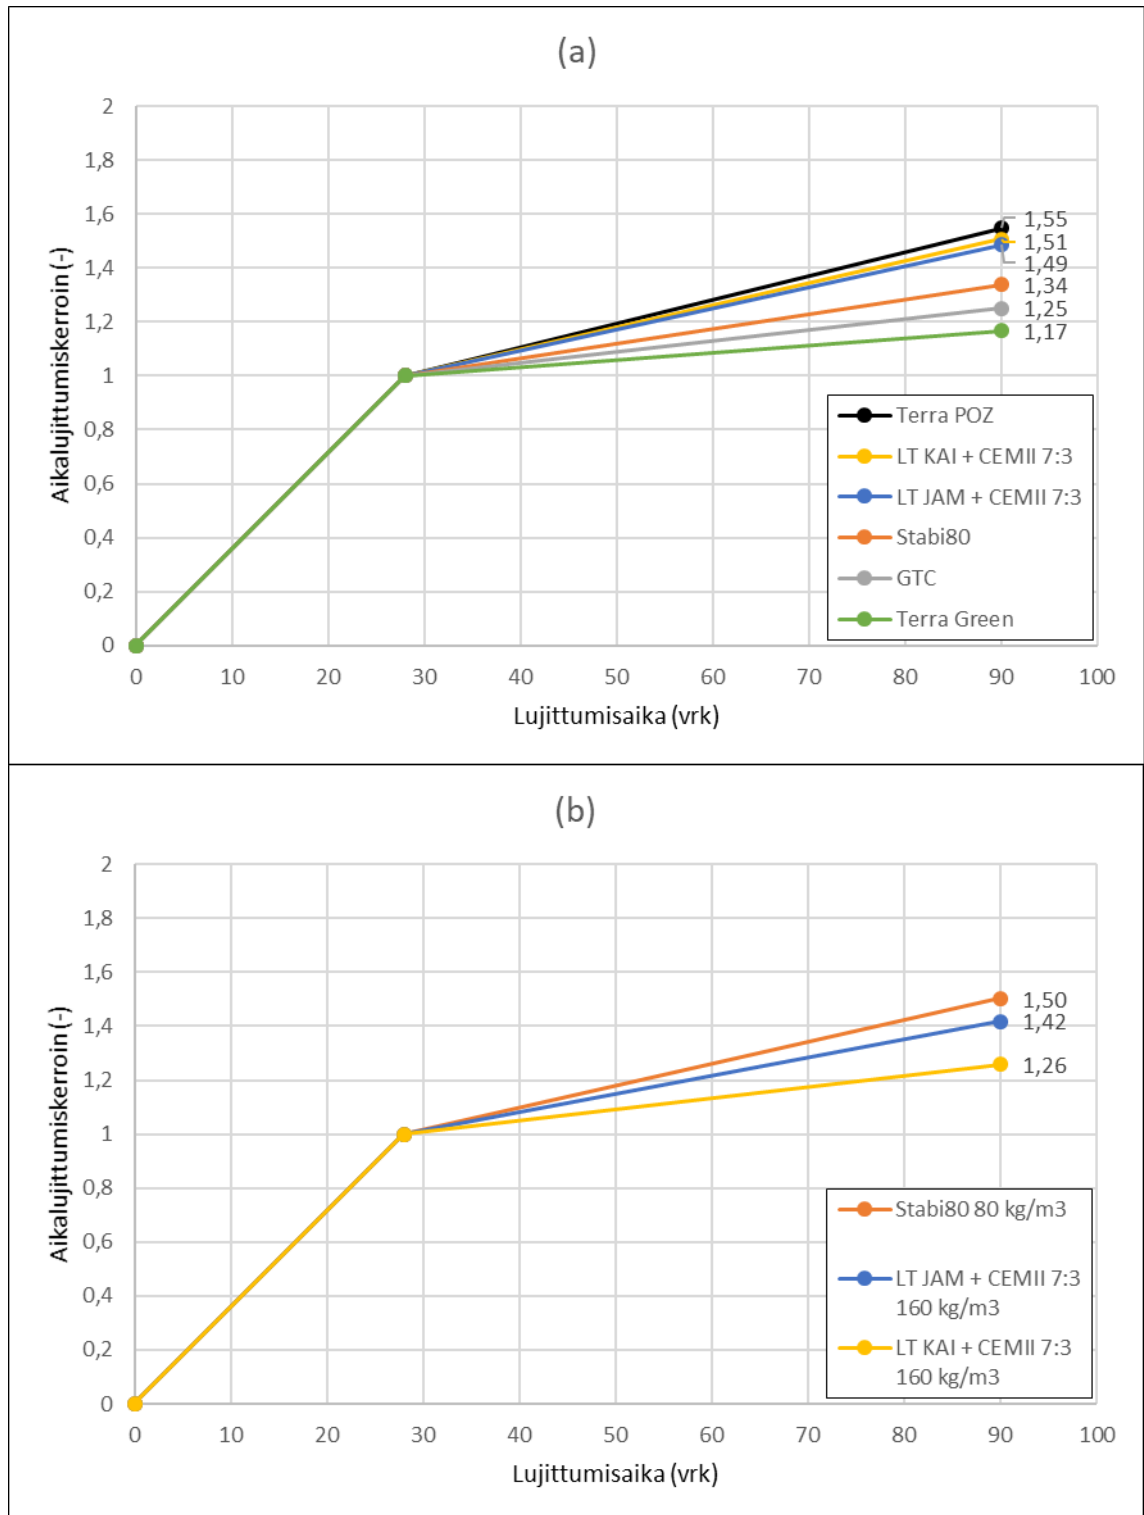 (a)
2
1,8
1,6
1,4
1,2
1
0,8
0,6
0,4
0,2
0
Aikalujittumiskerroin (-)
1,55
1,51
1,49
1,34
1,25
1,17
Terra POZ
LT KAI + CEMII 7:3
LT JAM + CEMII 7:3
Stabi80
GTC
Terra Green
0 10 20 30 40 50 60 70 80 90 100
Lujittumisaika (vrk)
(b)
2
1,8
1,6
1,4
1,2
1
0,8
0,6
0,4
0,2
0
Aikalujittumiskerroin (-)
1,50
1,42
1,26
Stabi80 80 kg/m3
LT JAM + CEMII 7:3
160 kg/m3
LT KAI + CEMII 7:3
160 kg/m3
0 10 20 30 40 50 60 70 80 90 100
Lujittumisaika (vrk)